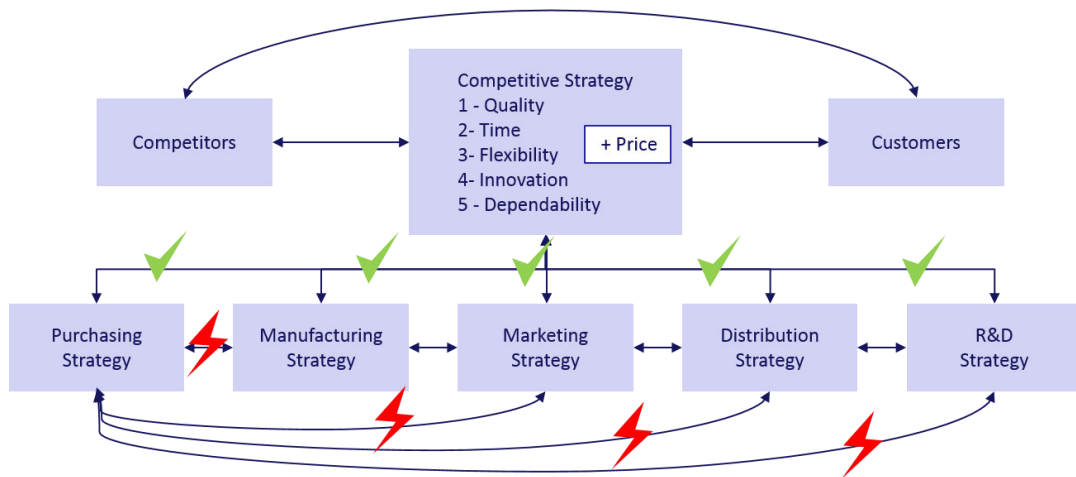 Competitive Strategy
1 - Quality
2- Time
3- Flexibility
4- Innovation
5 - Dependability
+ Price
Competitors
Customers
Purchasing
Strategy
Manufacturing
Strategy
Marketing
Strategy
Distribution
Strategy
R&D
Strategy